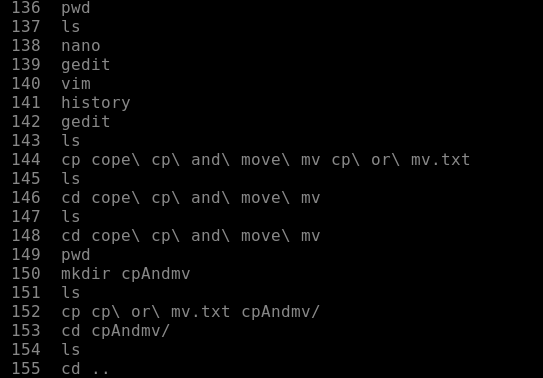 136 pwd
137 ls
138 nano
139 gedit
140 vim
141 history
142 gedit
143 ls
144 cp cope\ cp\ and\ move\ mv cp\ or\ mv.txt
145 ls
146 cd cope\ cp\ and\ move\ mv
147 ls
148 cd cope\ cp\ and\ move\ mv
149 pwd
150 mkdir cpAndmv
151 ls
152 cp cp\ or\ mv.txt cpAndmv/
153 cd cpAndmv/
154 ls
155 cd ..